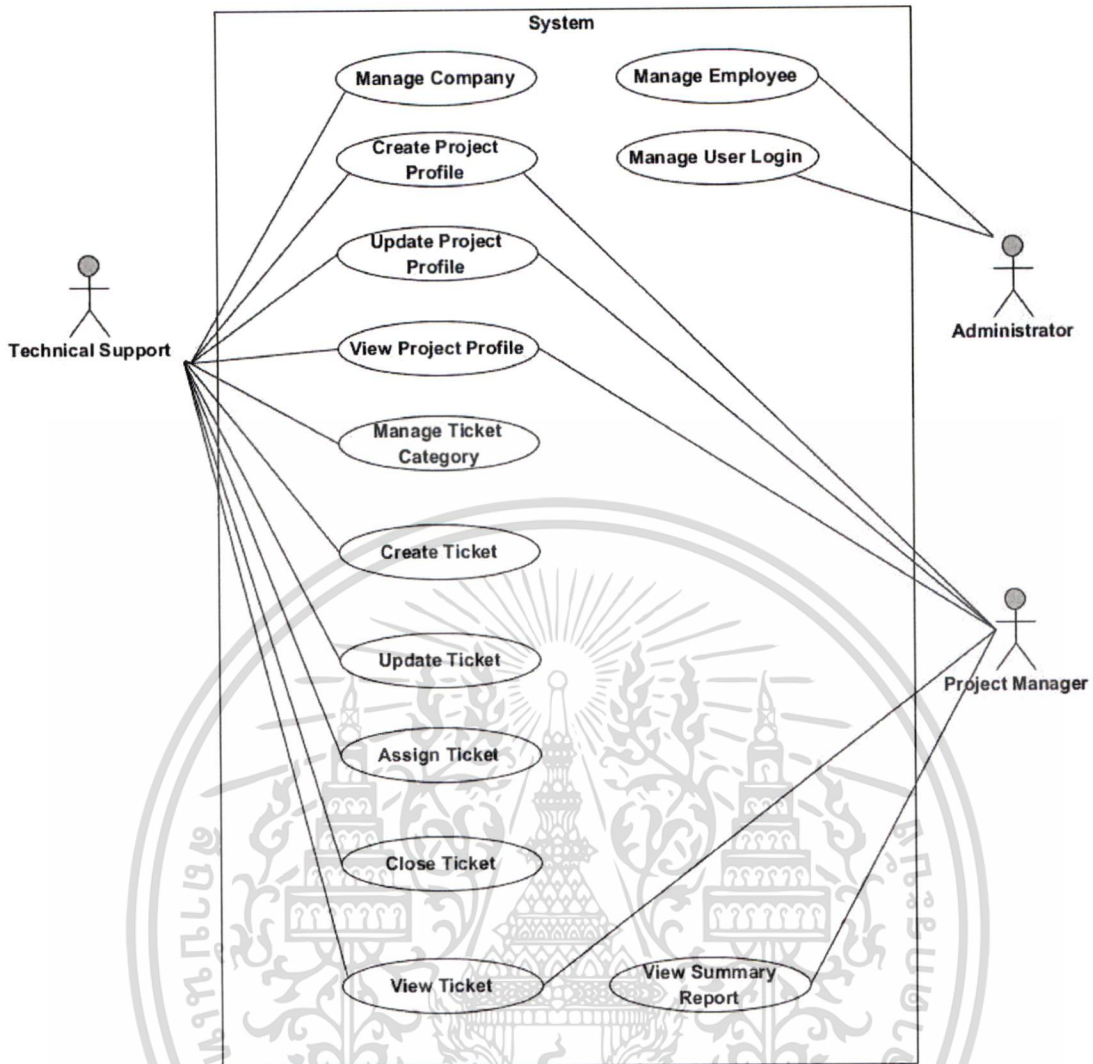 System
Manage Company
Manage Employee
Create Project
Profile
Manage User Login
Update Project
Profile
Technical Support
Administrator
View Project Profile
Manage Ticket
Category
Create Ticket
Update Ticket
Project Manager
Assign Ticket
Close Ticket
View Ticket
View Summary
Report